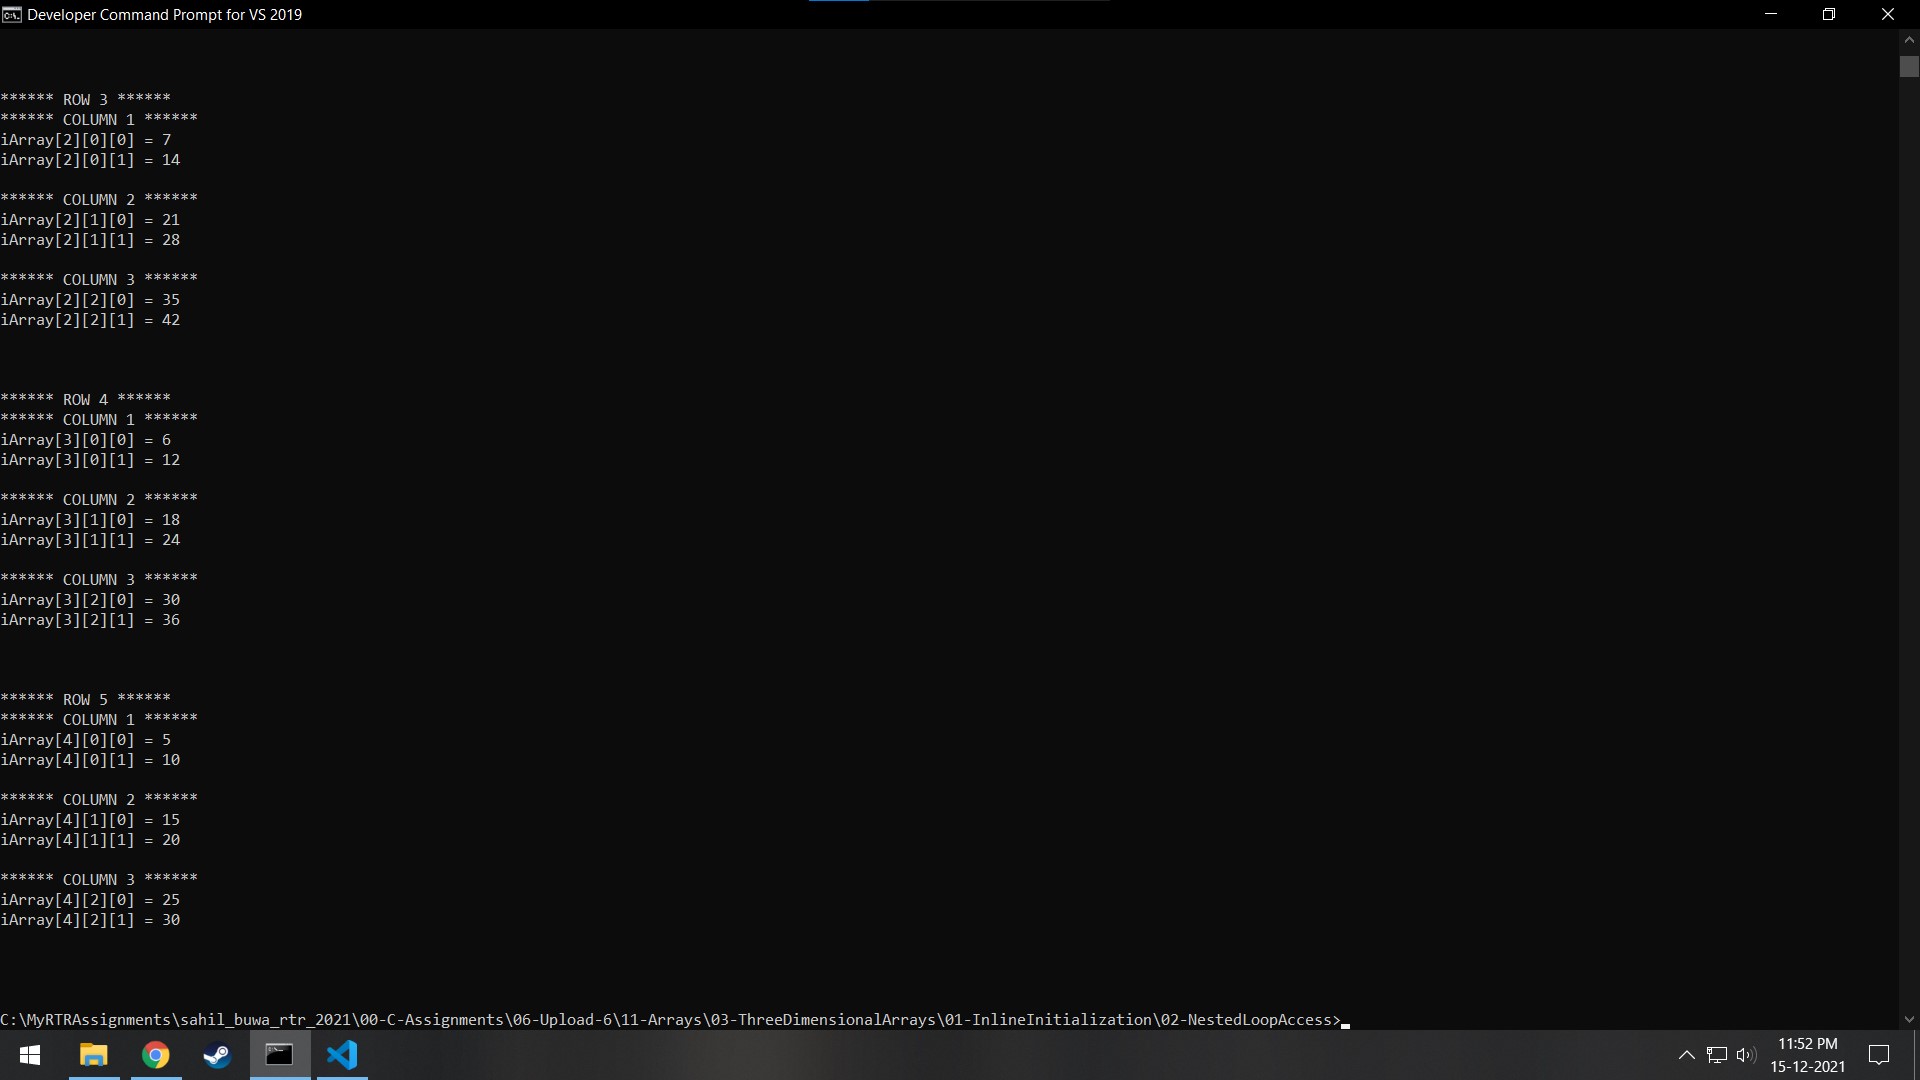 Developer Command Prompt for VS 2019
****** ROW 3 ******
****** COLUMN 1 ******
iArray[2][0][0] = 7
iArray[2][0][1] = 14
****** COLUMN 2 ******
iArray[2][1][0] = 21
iArray[2][1][1] = 28
****** COLUMN 3 ******
iArray[2][2][0] = 35
iArray[2][2][1] = 42
****** ROW 4 ******
****** COLUMN 1 ******
iArray[3][0][0] = 6
iArray[3][0][1] = 12
****** COLUMN 2 ******
iArray[3][1][0] = 18
iArray[3][1][1] = 24
****** COLUMN 3 ******
iArray[3][2][0] = 30
iArray[3][2][1] = 36
****** ROW 5 ******
****** COLUMN 1 ******
iArray[4][0][0] = 5
iArray[4][0][1] = 10
****** COLUMN 2 ******
iArray[4][1][0] = 15
iArray[4][1][1] = 20
****** COLUMN 3 ******
iArray[4][2][0] = 25
iArray[4][2][1] = 30
C:\MyRTRAssignments\sahil_buwa_rtr_2021\00-C-Assignments\06-Upload-6\11-Arrays\03-ThreeDimensionalArrays\01-InlineInitialization\02-NestedLoopAccess>
11:52 PM
15-12-2021